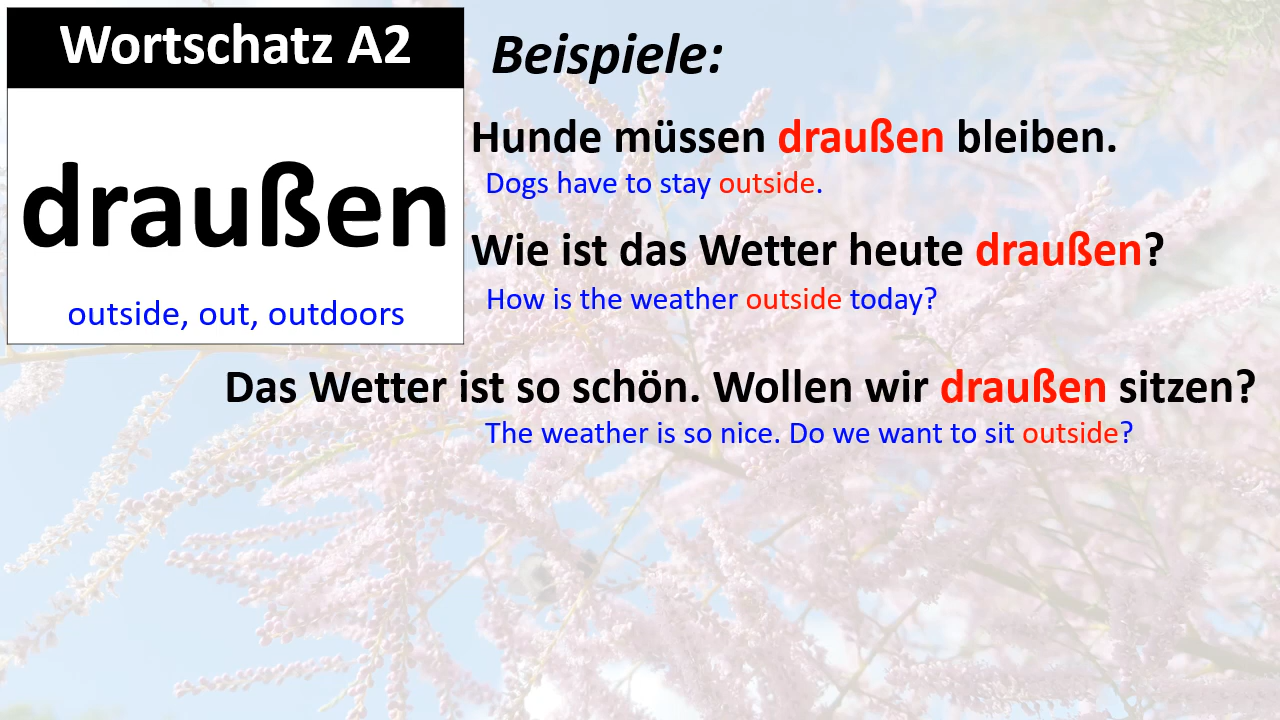 Wortschatz A2
draußen
outside, out, outdoors
Beispiele:
Hunde müssen draußen bleiben.
Dogs have to stay outside.
Wie ist das Wetter heute draußen?
How is the weather outside today?
Das Wetter ist so schön. Wollen wir draußen sitzen?
The weather is so nice. Do we want to sit outside?